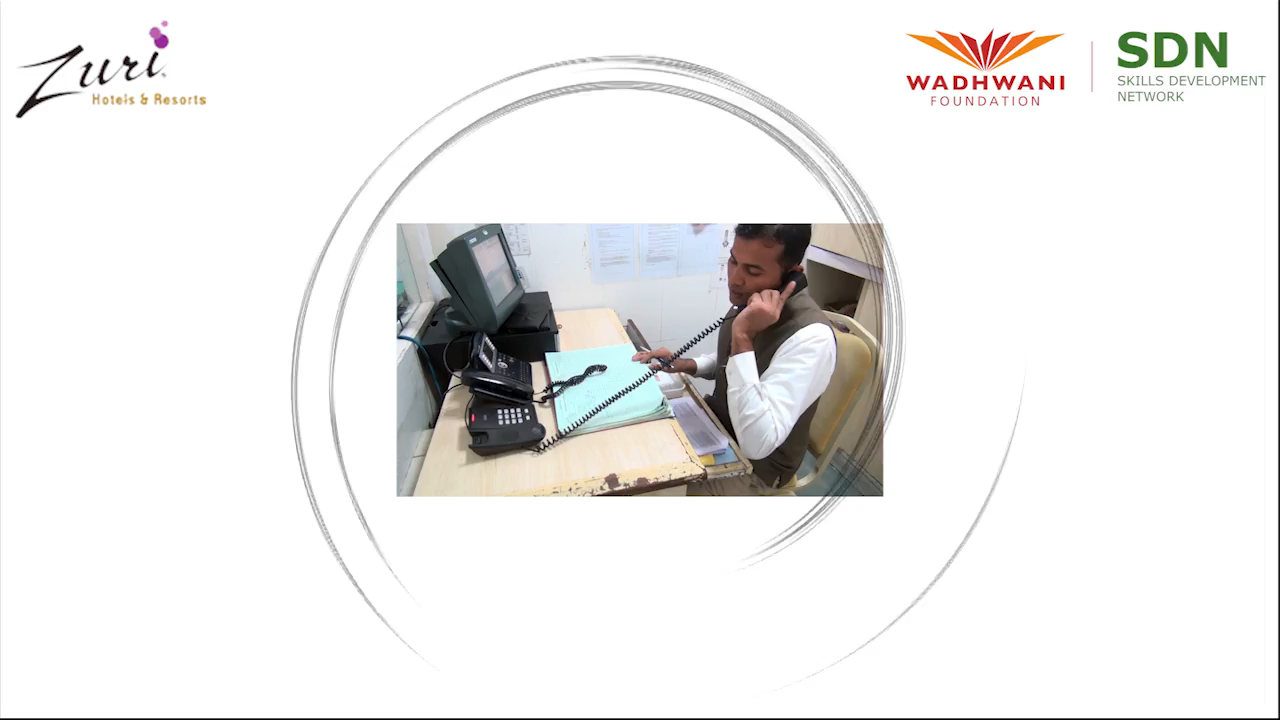 Zuri
Hotels & Resorts
WADHWANI
FOUNDATION
SDN
SKILLS DEVELOPMENT
NETWORK